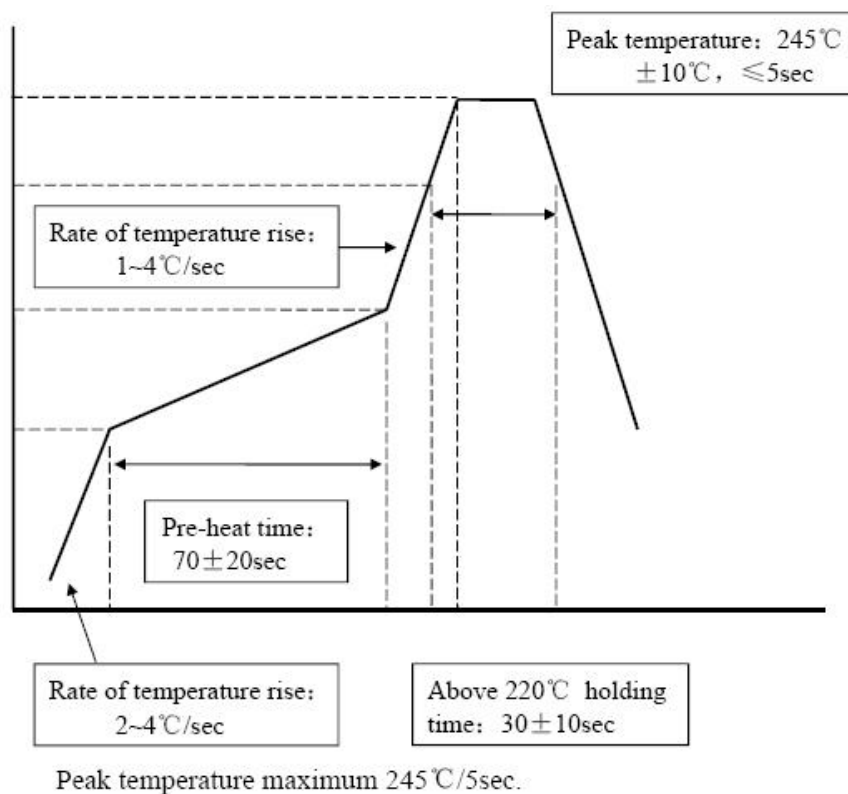 Peak temperature：245℃
±10℃，≤5sec
Rate of temperature rise：
1~4℃/sec
Pre-heat time：
70±20sec
Rate of temperature rise：
2~4℃/sec
Above 220℃ holding
time：30±10sec
Peak temperature maximum 245℃/5sec.